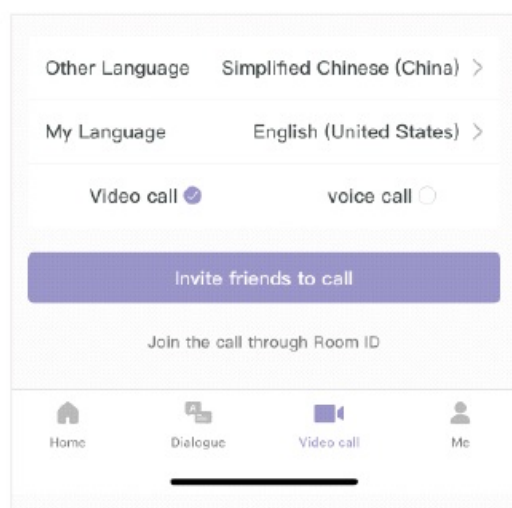 Other Language Simplified Chinese (China) >
My Language English (United States) >
Video call voice call
Invite friends to call
Join the call through Room ID
Home Dialogue Video call Me